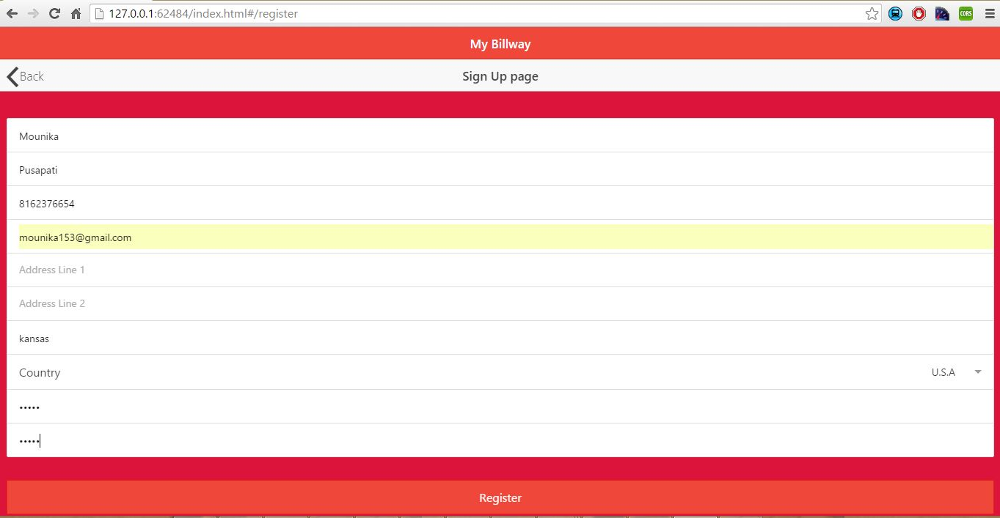 127.0.0.1:62484/index.html#/register
CORS
My Billway
Back
Sign Up page
Mounika
Pusapati
8162376654
mounika153@gmail.com
Address Line 1
Address Line 2
kansas
Country U.S.A
•••••
•••••
Register